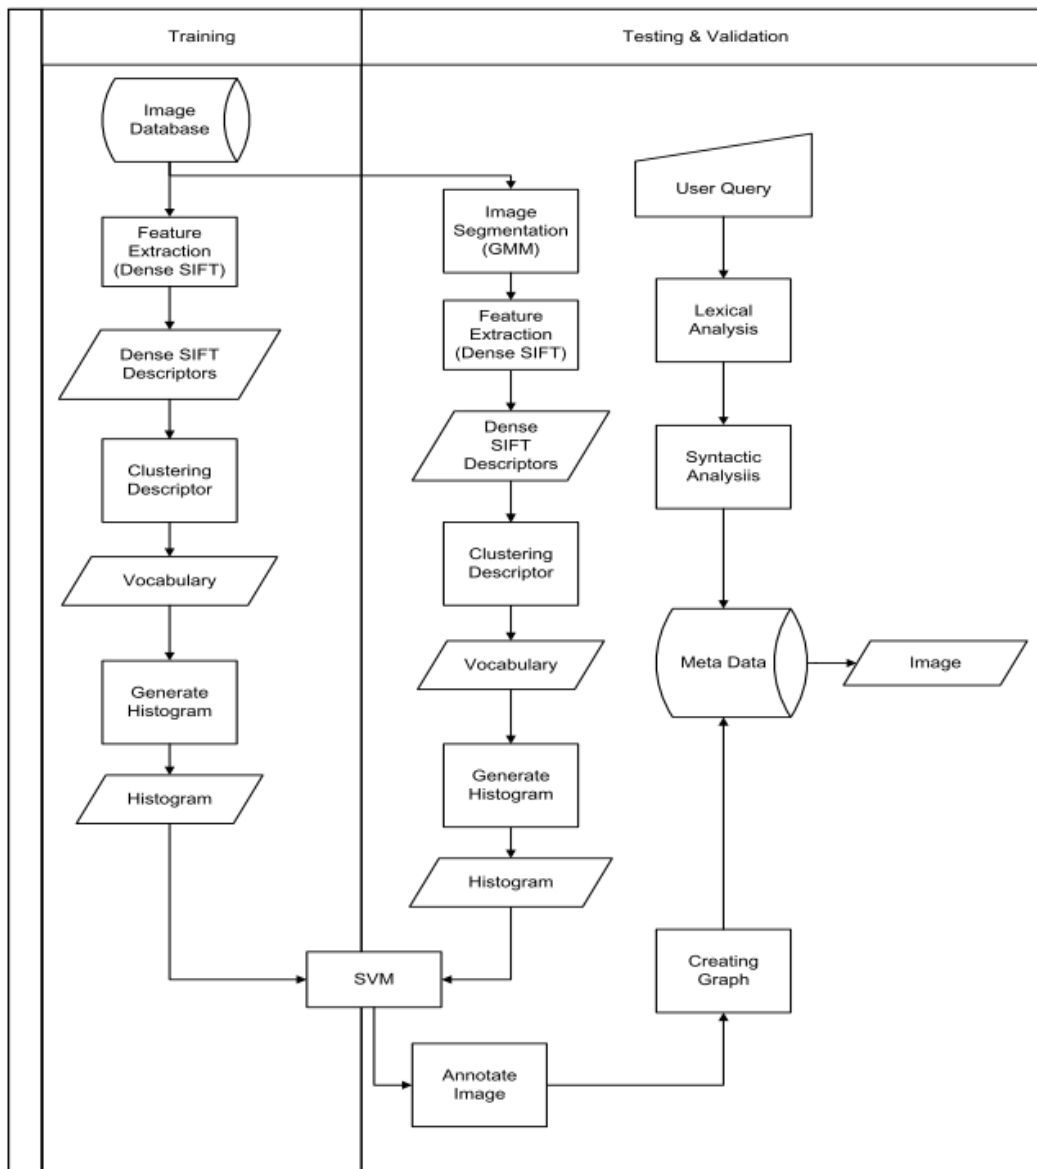 Training
Testing & Validation
Image
Database
Feature
Extraction
(Dense SIFT)
Dense SIFT
Descriptors
Clustering
Descriptor
Vocabulary
Generate
Histogram
Histogram
SVM
Image
Segmentation
(GMM)
Feature
Extraction
(Dense SIFT)
Dense
SIFT
Descriptors
Clustering
Descriptor
Vocabulary
Generate
Histogram
Histogram
Annotate
Image
User Query
Lexical
Analysis
Syntactic
Analysiis
Meta Data
Image
Creating
Graph